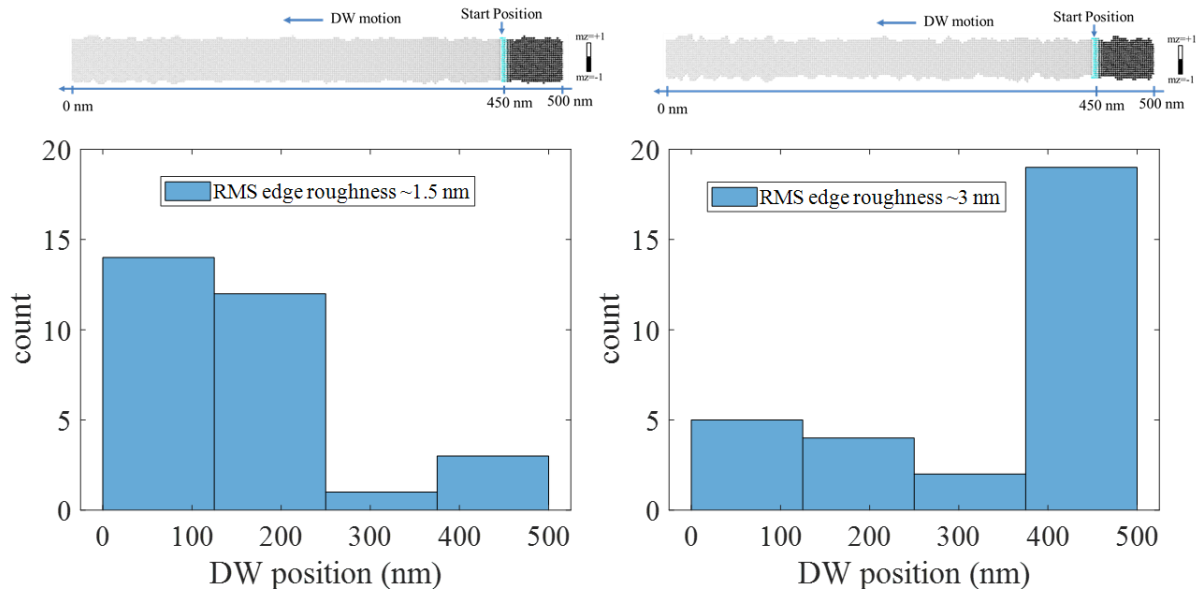 DW motion
Start Position
mz=+1
mz=-1
0 nm
450 nm
500 nm
20
15
10
5
0
count
RMS edge roughness ~1.5 nm
0 100 200 300 400 500
DW position (nm)
DW motion
Start Position
mz=+1
mz=-1
0 nm
450 nm
500 nm
20
15
10
5
0
count
RMS edge roughness ~3 nm
0 100 200 300 400 500
DW position (nm)